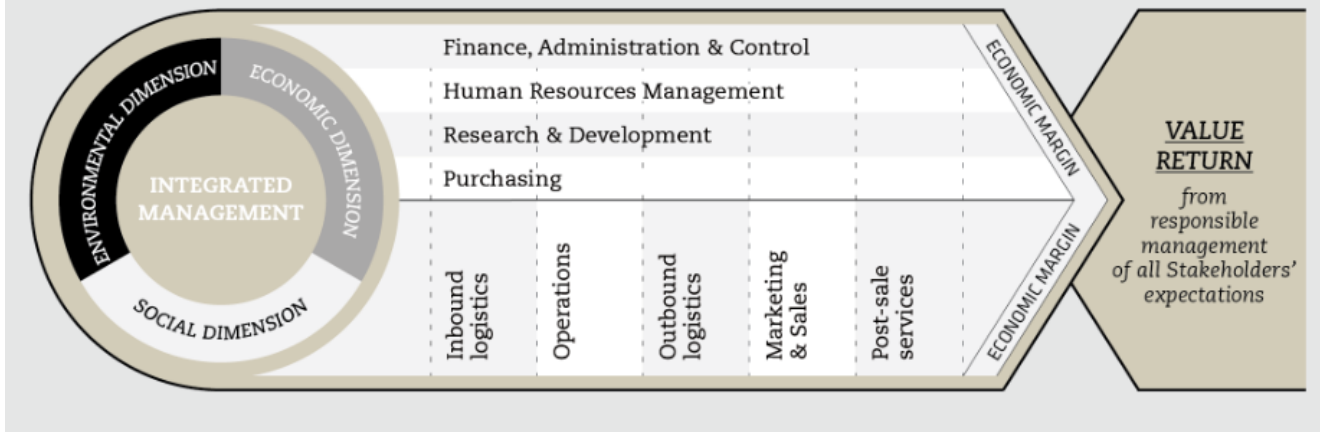 ENVIRONMENTAL DIMENSION
ECONOMIC DIMENSION
SOCIAL DIMENSION
INTEGRATED
MANAGEMENT
Finance, Administration & Control
Human Resources Management
Research & Development
Purchasing
Inbound
logistics
Operations
Outbound
logistics
Marketing
& Sales
Post-sale
services
ECONOMIC MARGIN
ECONOMIC MARGIN
VALUE
RETURN
from
responsible
management
of all Stakeholders’
expectations